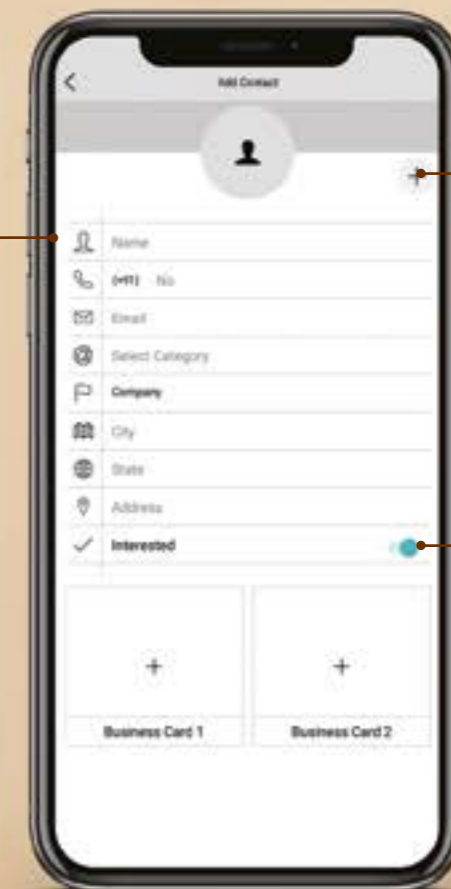 Add Contact
Name
(+91) No
Email
Select Category
Company
City
State
Address
Interested
Business Card 1
Business Card 2